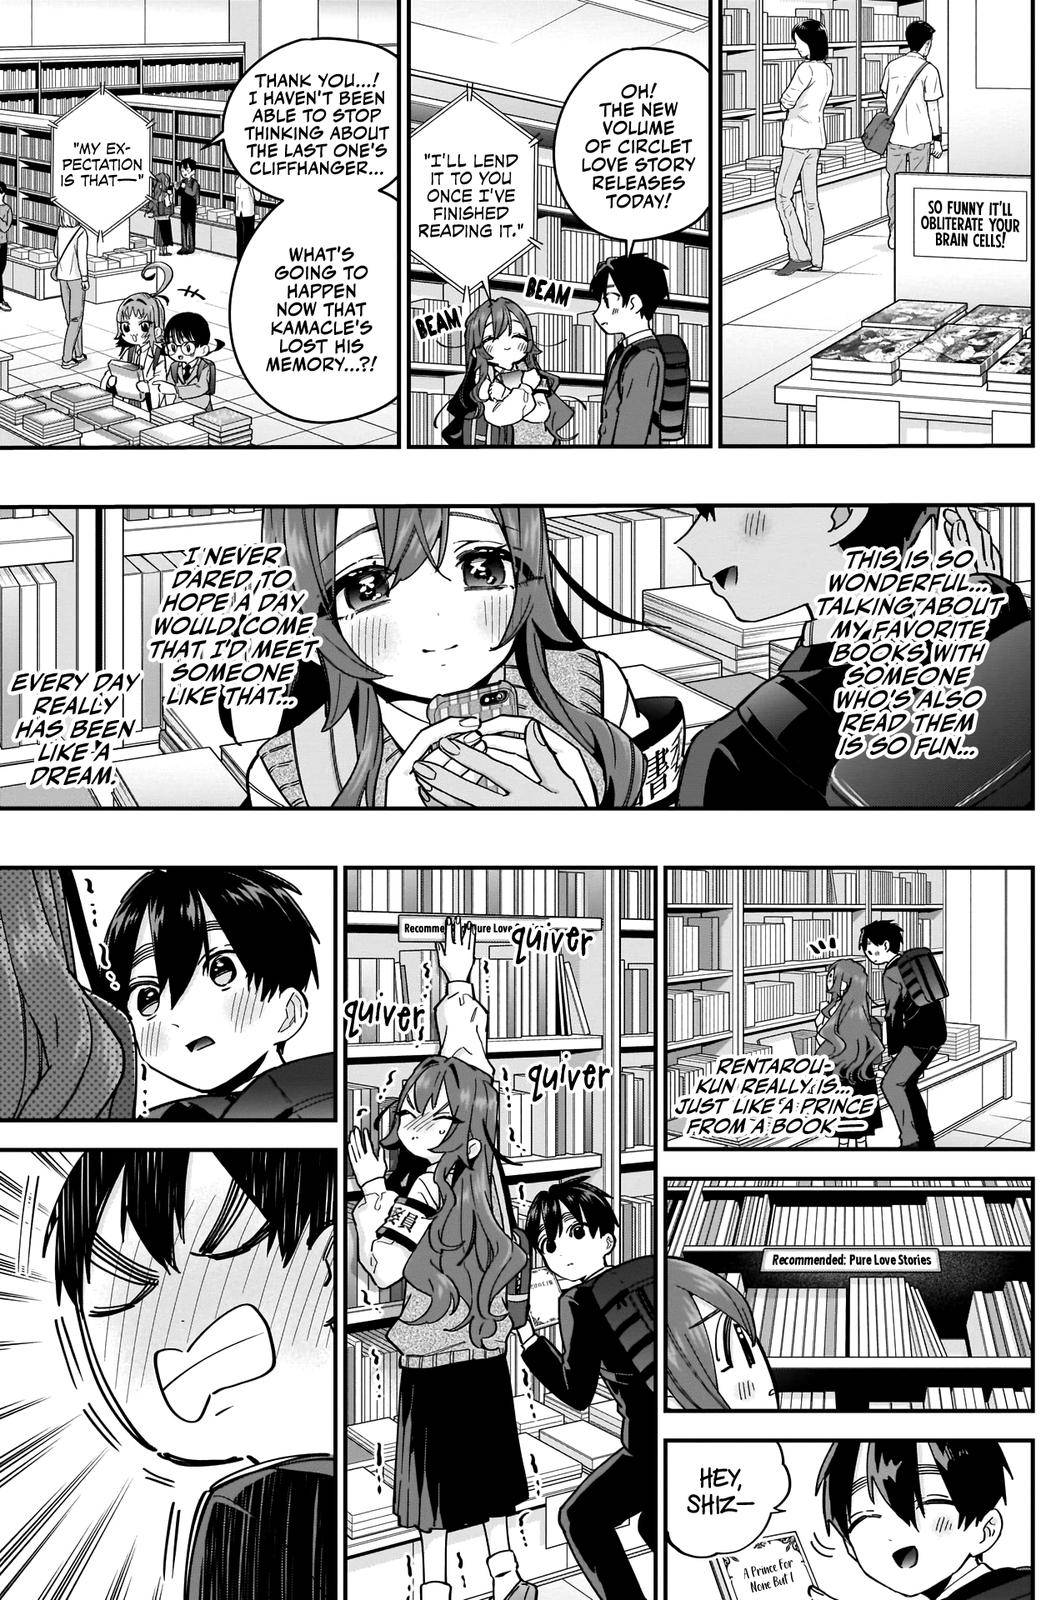 SO FUNNY IT'LL
OBLITERATE YOUR
BRAIN CELLS!
OH!
THE NEW
VOLUME
OF CIRCLET
LOVE STORY
RELEASES
TODAY!
"I'LL LEND
IT TO YOU
ONCE I'VE
FINISHED
READING IT."
BEAM
BEAM
THANK YOU...!
I HAVEN'T BEEN
ABLE TO STOP
THINKING ABOUT
THE LAST ONE'S
CLIFFHANGER...
WHAT'S
GOING TO
HAPPEN
NOW THAT
KAMACLE'S
LOST HIS
MEMORY...?!
"MY EX-
PECTATION
IS THAT—"
THIS IS SO
WONDERFUL...
TALKING ABOUT
MY FAVORITE
BOOKS WITH
SOMEONE
WHO'S ALSO
READ THEM
IS SO FUN...
I NEVER
DARED TO
HOPE A DAY
WOULD COME
THAT I'D MEET
SOMEONE
LIKE THAT...
EVERY DAY
REALLY
HAS BEEN
LIKE A
DREAM.
書
RENTAROU-
KUN REALLY IS...
JUST LIKE A PRINCE
FROM A BOOK—
Recommended: Pure Love Stories
HEY,
SHIZ—
A Prince For
None But I
Recomme Pure Love
quiver
quiver
quiver
委員